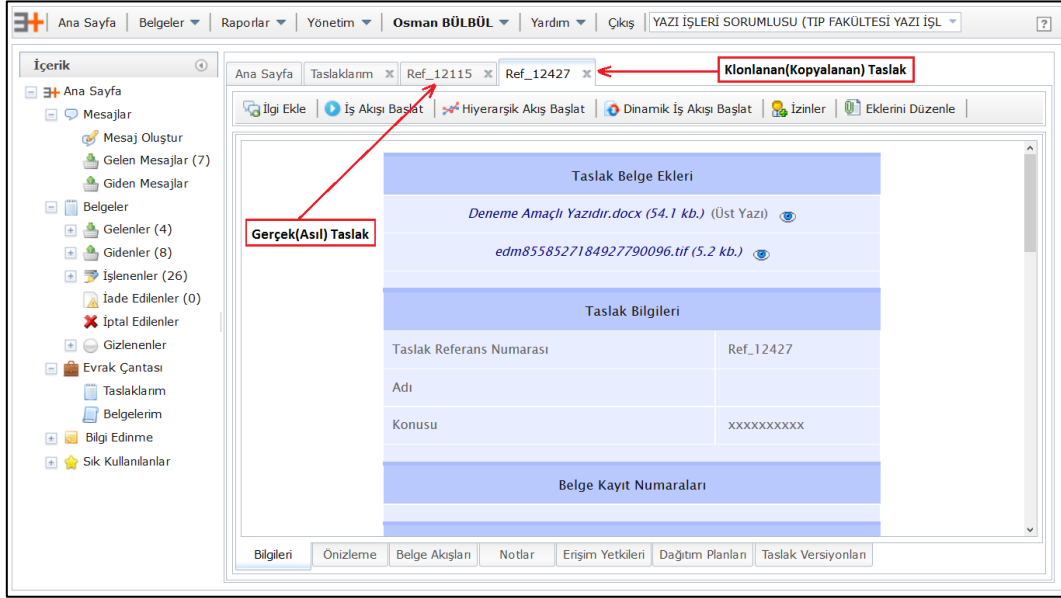 Ana Sayfa Belgeler Raporlar Yönetim Osman BÜLBÜL Yardım Çıkış YAZI İŞLERİ SORUMLUSU (TIP FAKÜLTESİ YAZI İŞL ?
İçerik
Ana Sayfa
Mesajlar
Mesaj Oluştur
Gelen Mesajlar (7)
Giden Mesajlar
Belgeler
Gelenler (4)
Gidenler (8)
İşlenenler (26)
İade Edilenler (0)
İptal Edilenler
Gizlenenler
Evrak Çantası
Taslaklarım
Belgelerim
Bilgi Edinme
Sık Kullanılanlar
Ana Sayfa Taslaklarım x Ref_12115 x Ref_12427 x
Klonlanan(Kopyalanan) Taslak
İlgi Ekle İş Akışı Başlat Hiyerarşik Akış Başlat Dinamik İş Akışı Başlat İzinler Eklerini Düzenle
Taslak Belge Ekleri
Deneme Amaçlı Yazıdır.docx (54.1 kb.) (Üst Yazı)
Gerçek(Asıl) Taslak
edm8558527184927790096.tif (5.2 kb.)
Taslak Bilgileri
Taslak Referans Numarası Ref_12427
Adı
Konusu xxxxxxxxxx
Belge Kayıt Numaraları
Bilgileri Önizleme Belge Akışları Notlar Erişim Yetkileri Dağıtım Planları Taslak Versiyonları